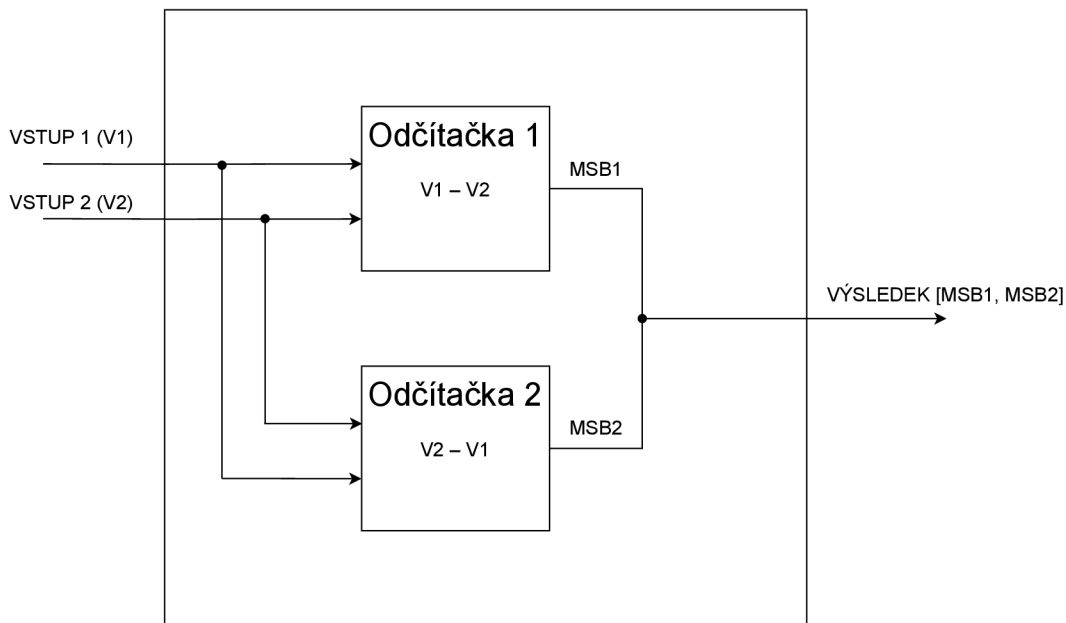 VSTUP 1 (V1)
VSTUP 2 (V2)
Odčítačka 1
V1 – V2
MSB1
VÝSLEDEK [MSB1, MSB2]
Odčítačka 2
V2 – V1
MSB2